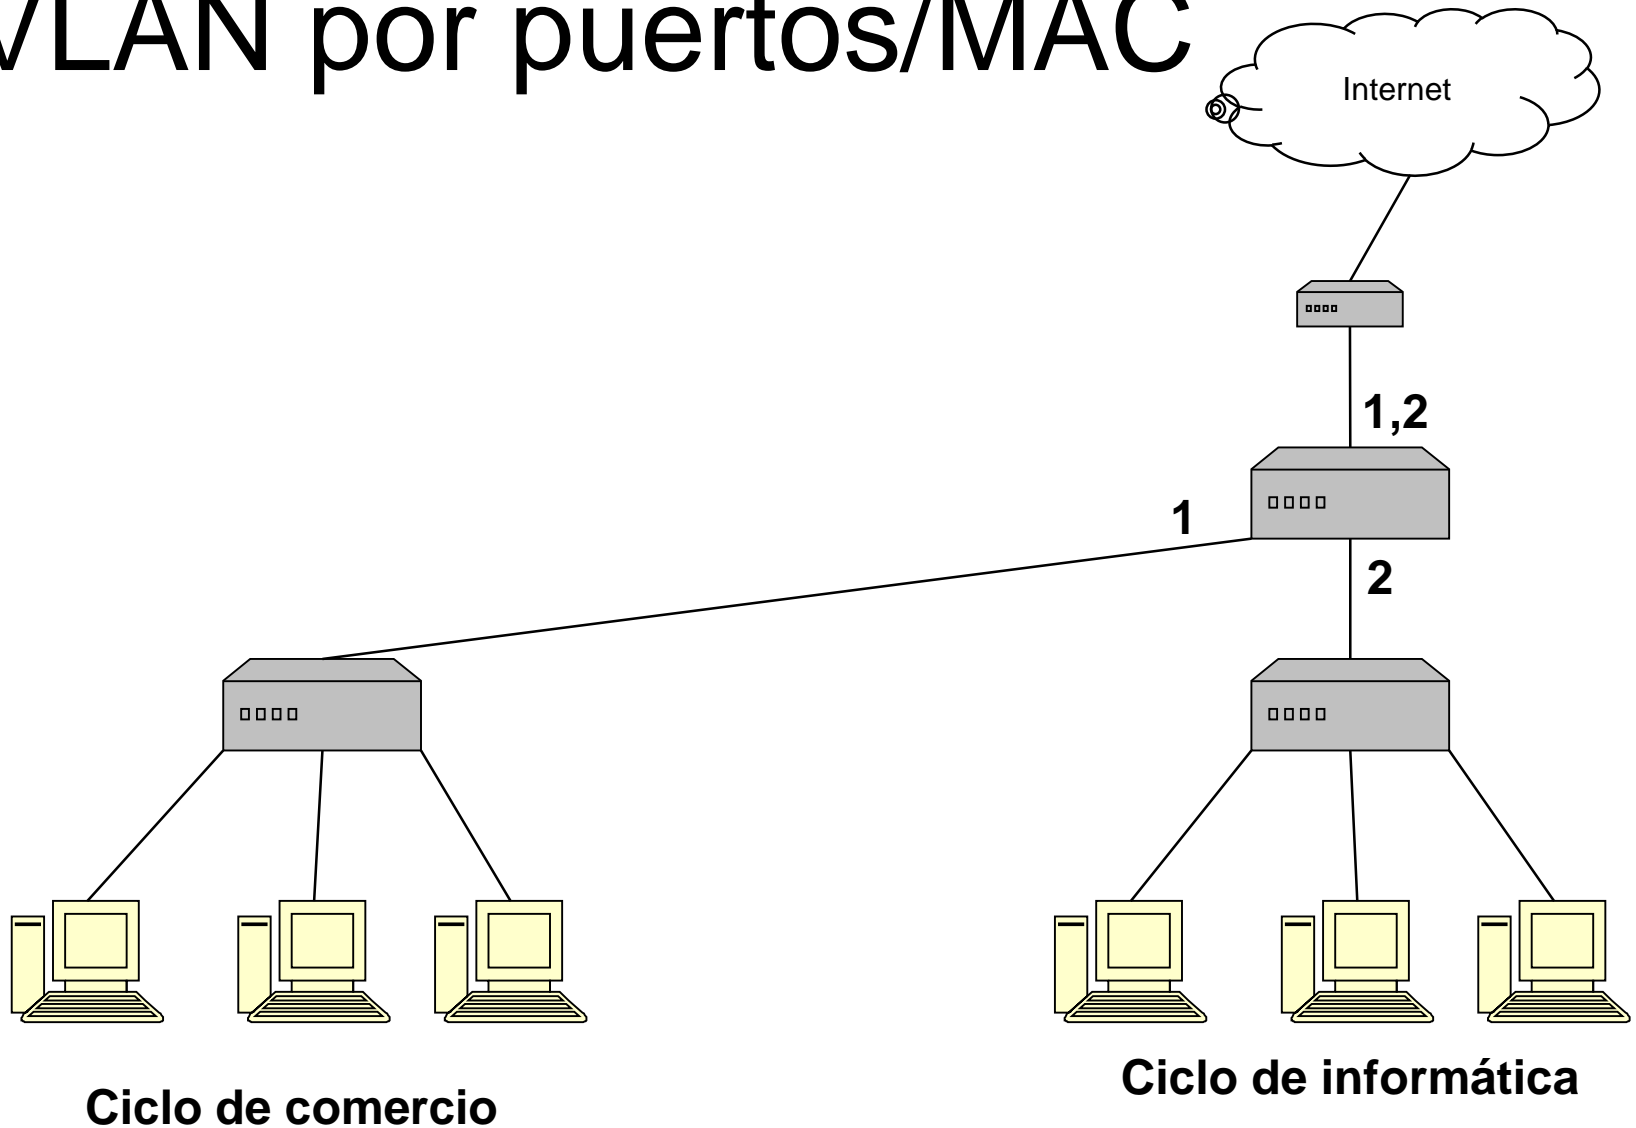 VLAN por puertos/MAC
Internet
1,2
1
2
Ciclo de informática
Ciclo de comercio